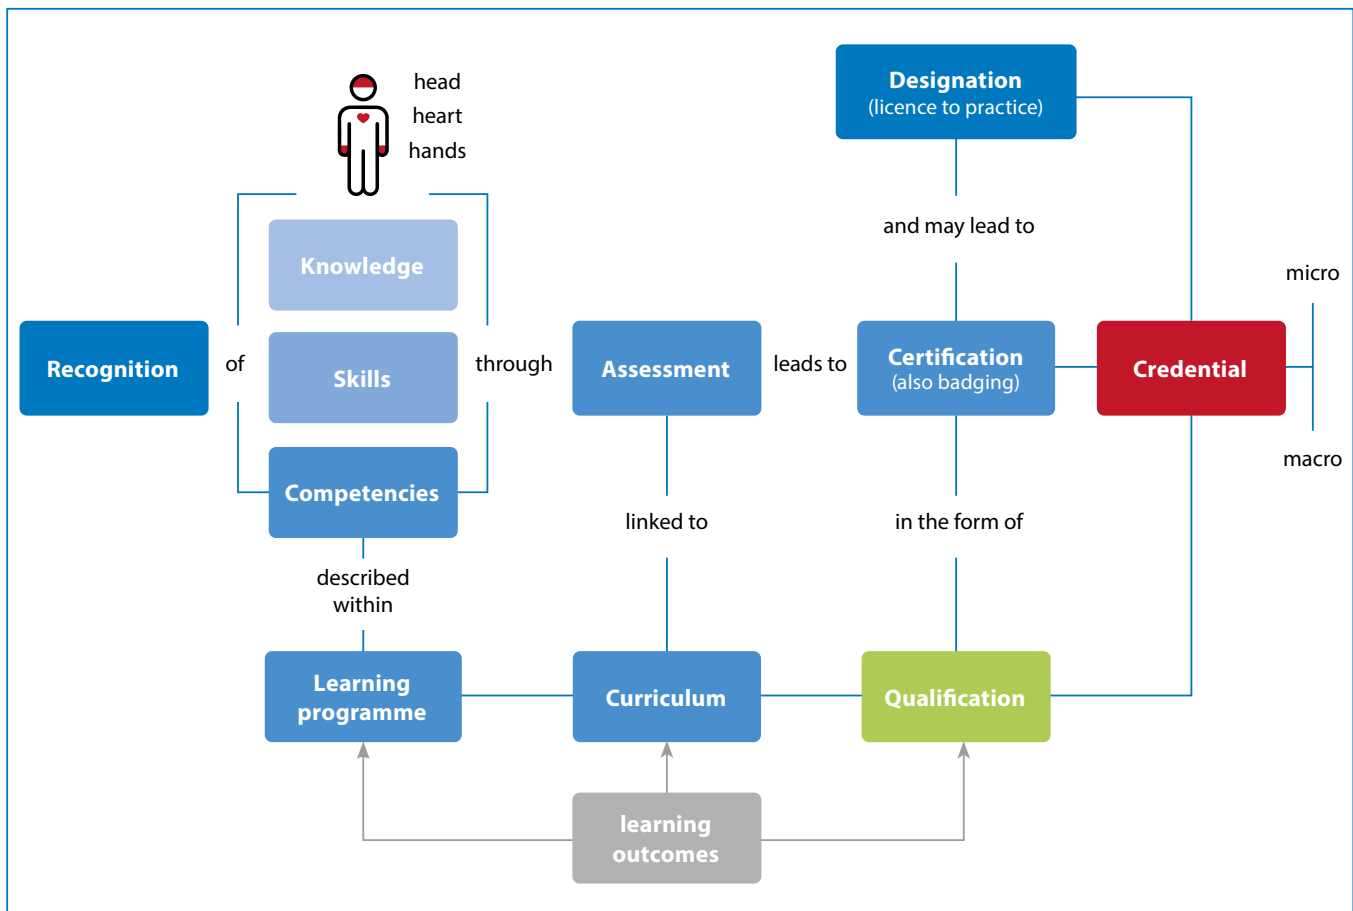 head
heart
hands
Designation
(licence to practice)
and may lead to
micro
Knowledge
Recognition
of
Skills
through
Assessment
leads to
Certification
(also badging)
Credential
macro
Competencies
linked to
in the form of
described
within
Learning
programme
Curriculum
Qualification
learning
outcomes